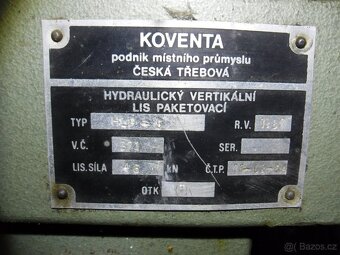 KOVENTA
podnik místního průmyslu
ČESKÁ TŘEBOVÁ
HYDRAULICKÝ VERTIKÁLNÍ
LIS PAKETOVACÍ
TYP R.V.
V.Č. SER.
LIS. SÍLA kN Č.T.P.
OTK
bazos.cz